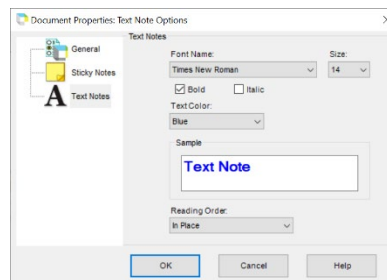 Document Properties: Text Note Options
General
Sticky Notes
Text Notes
Text Notes
Font Name: Size:
Times New Roman 14
Bold Italic
Text Color:
Blue
Sample
Text Note
Reading Order:
In Place
OK Cancel Help